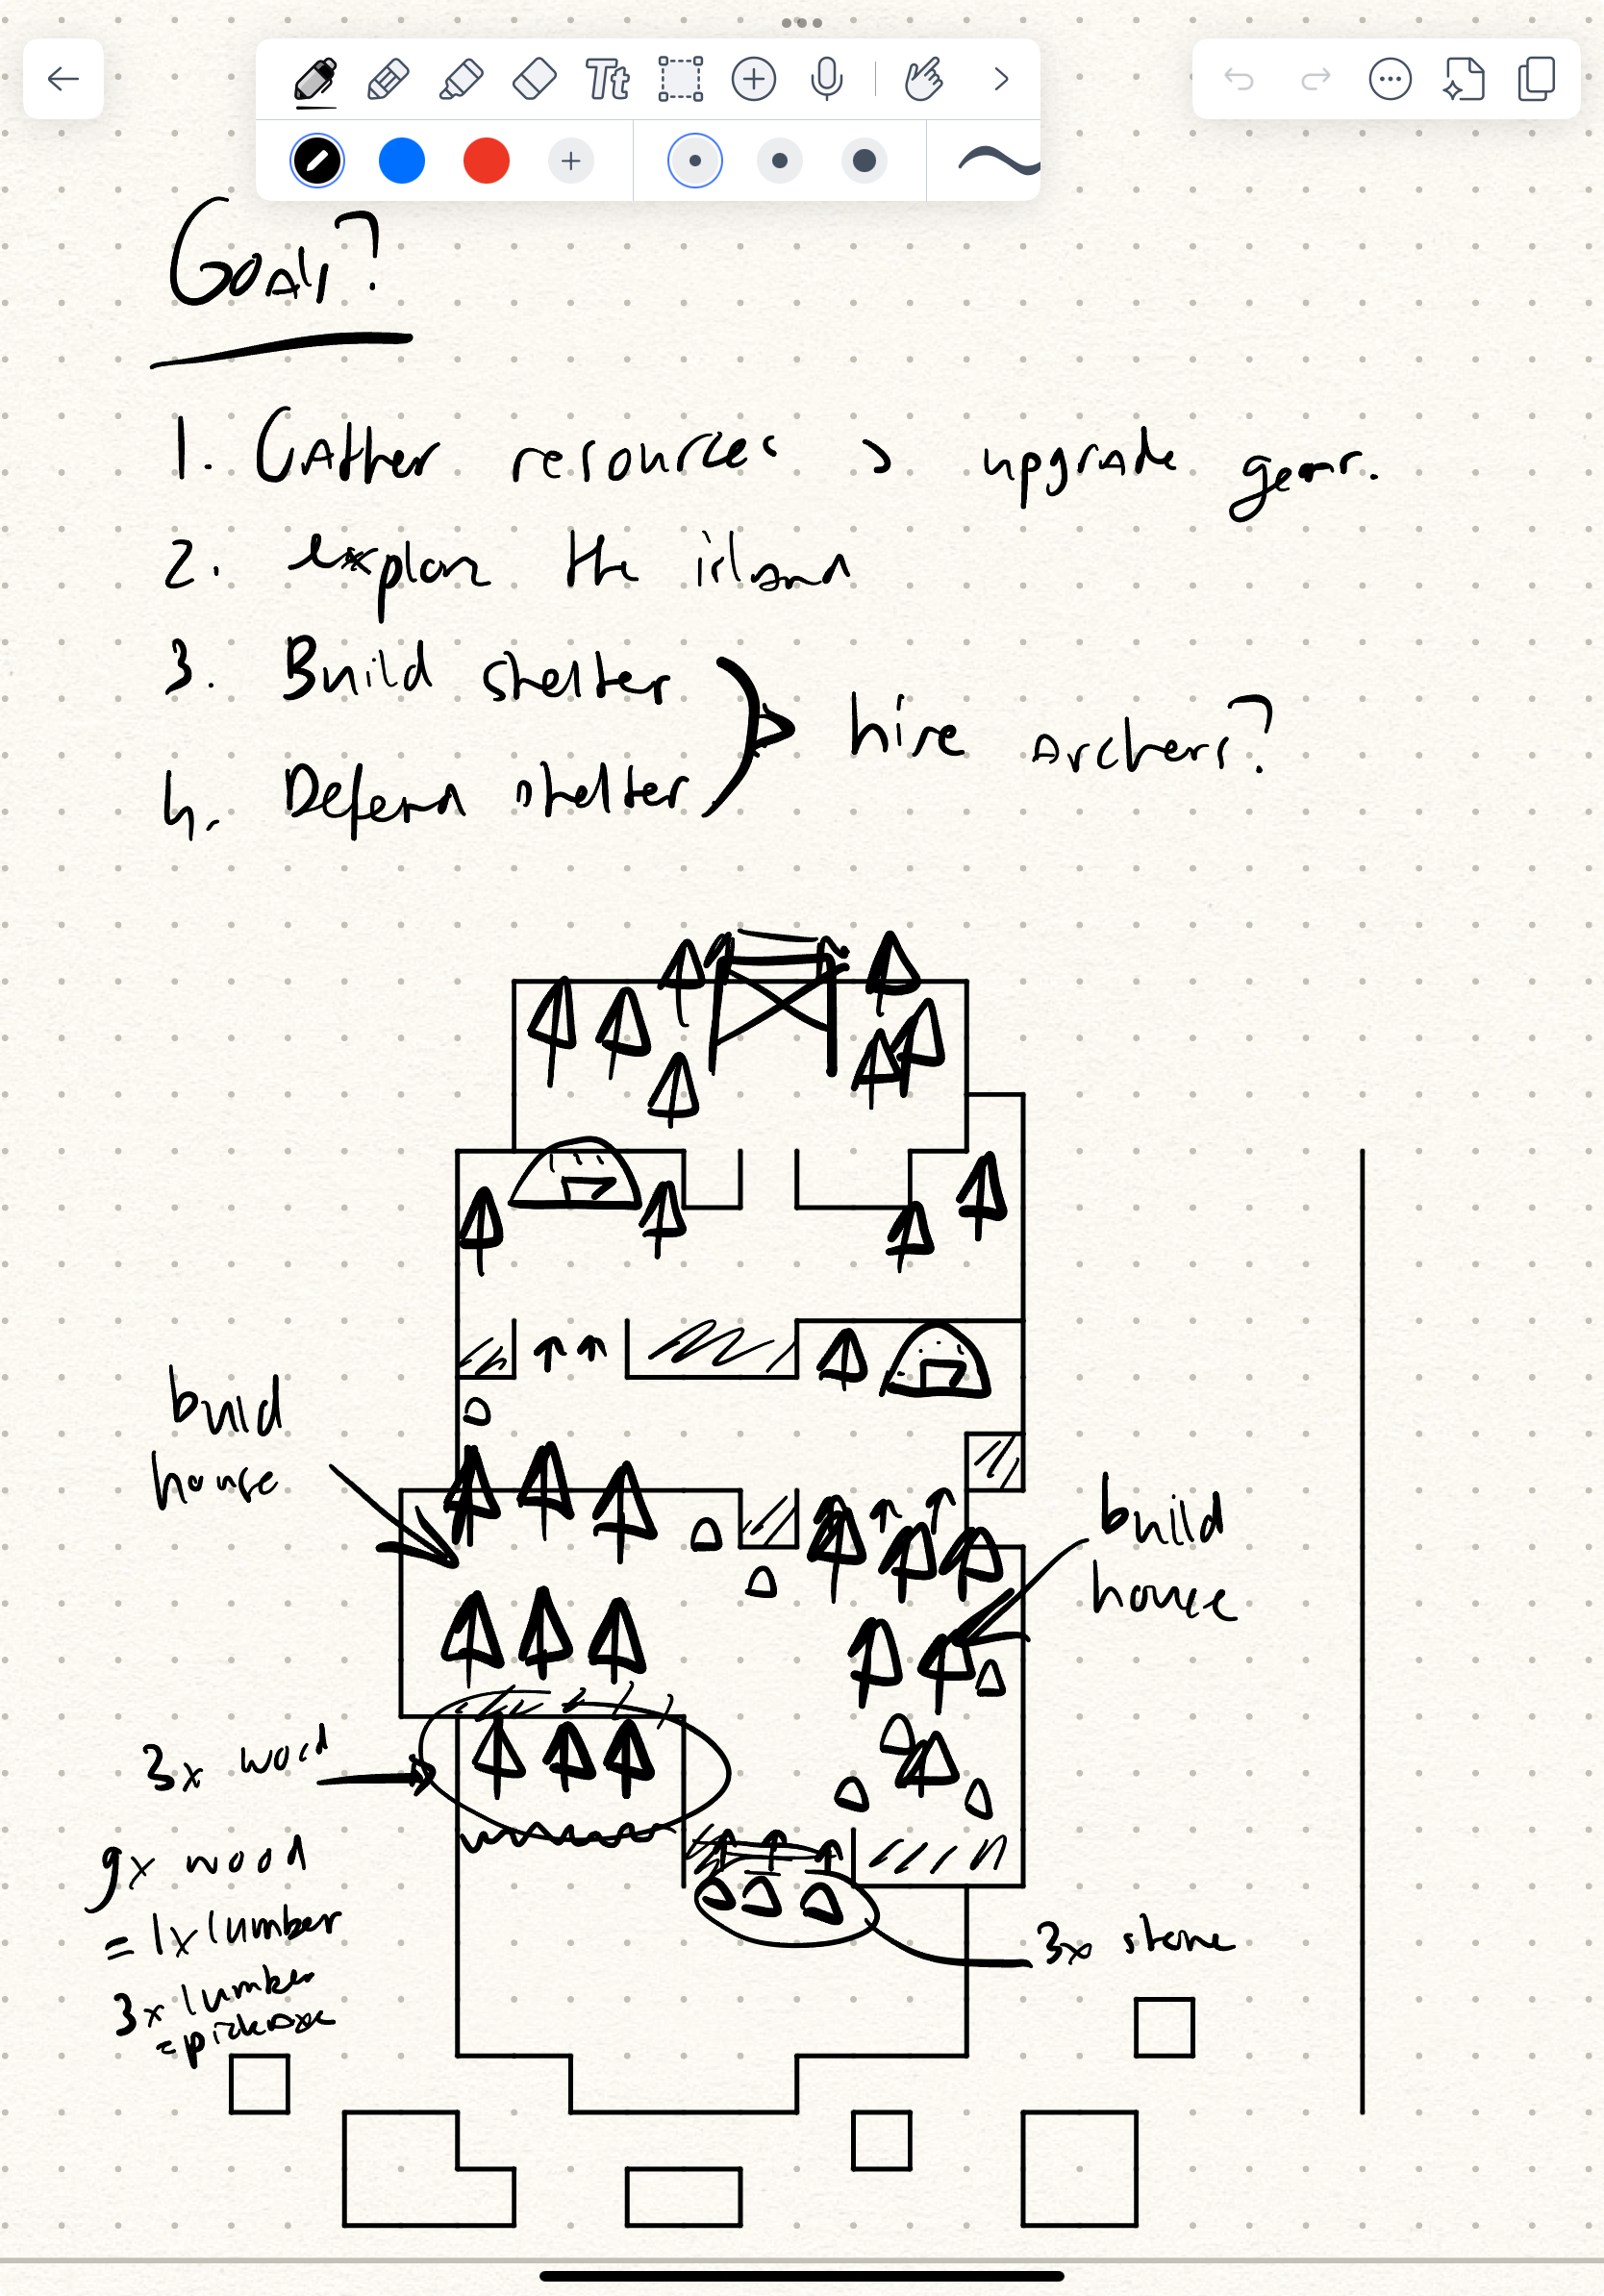 Tt
Goals?
1. Gather resources > upgrade gear.
2. explore the island
3. Build shelter
hire archers?
4. Defend shelter
build
house
build
house
3x wood
9x wood
= 1x lumber
3x lumber
= pickaxe
3x stone